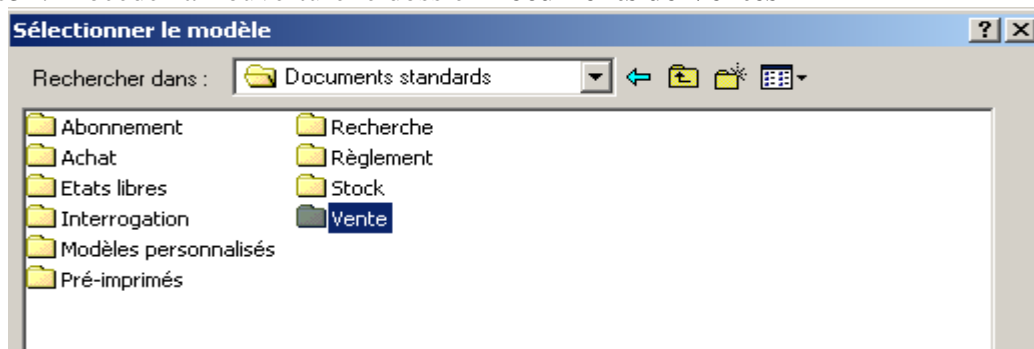 Sélectionner le modèle
Rechercher dans :
Documents standards
Abonnement
Achat
Etats libres
Interrogation
Modèles personnalisés
Pré-imprimés
Recherche
Règlement
Stock
Vente